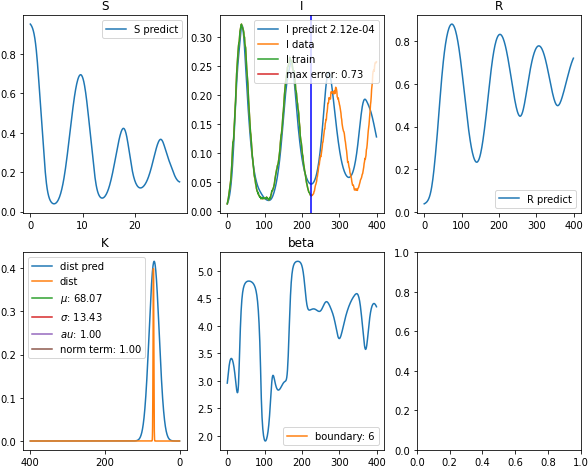 S
I
R
S predict
I predict 2.12e-04
I data
I train
max error: 0.73
R predict
0.8
0.6
0.4
0.2
0.0
0.30
0.25
0.20
0.15
0.10
0.05
0.00
0.8
0.6
0.4
0.2
0.0
0 10 20
0 100 200 300 400
0 100 200 300 400
K
beta
dist pred
dist
μ: 68.07
σ: 13.43
au: 1.00
norm term: 1.00
boundary: 6
0.4
0.3
0.2
0.1
0.0
5.0
4.5
4.0
3.5
3.0
2.5
2.0
1.0
0.8
0.6
0.4
0.2
0.0
400 200 0
0 100 200 300 400
0.0 0.2 0.4 0.6 0.8 1.0